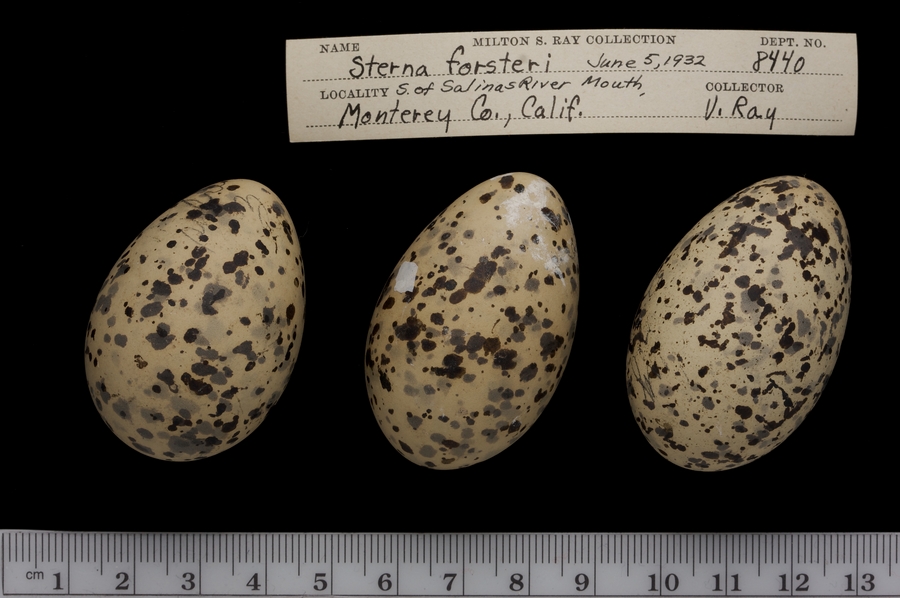 MILTON S. RAY COLLECTION
NAME Sterna forsteri June 5, 1932 DEPT. NO. 8440
LOCALITY S. of Salinas River Mouth,
Monterey Co., Calif. COLLECTOR V. Ray
cm 1 2 3 4 5 6 7 8 9 10 11 12 13